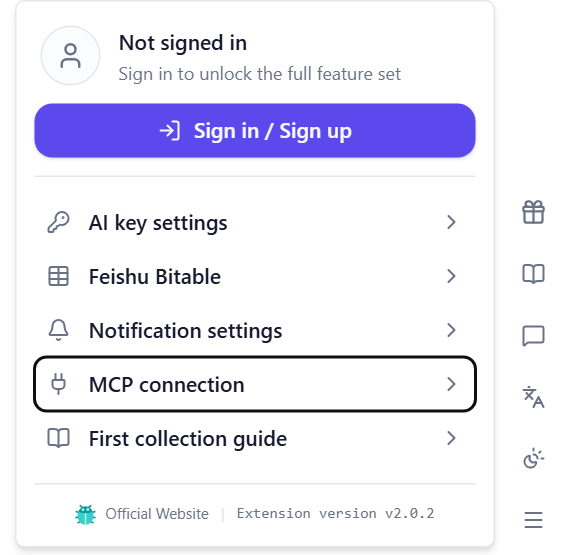 Not signed in
Sign in to unlock the full feature set
Sign in / Sign up
AI key settings
Feishu Bitable
Notification settings
MCP connection
First collection guide
Official Website | Extension version v2.0.2